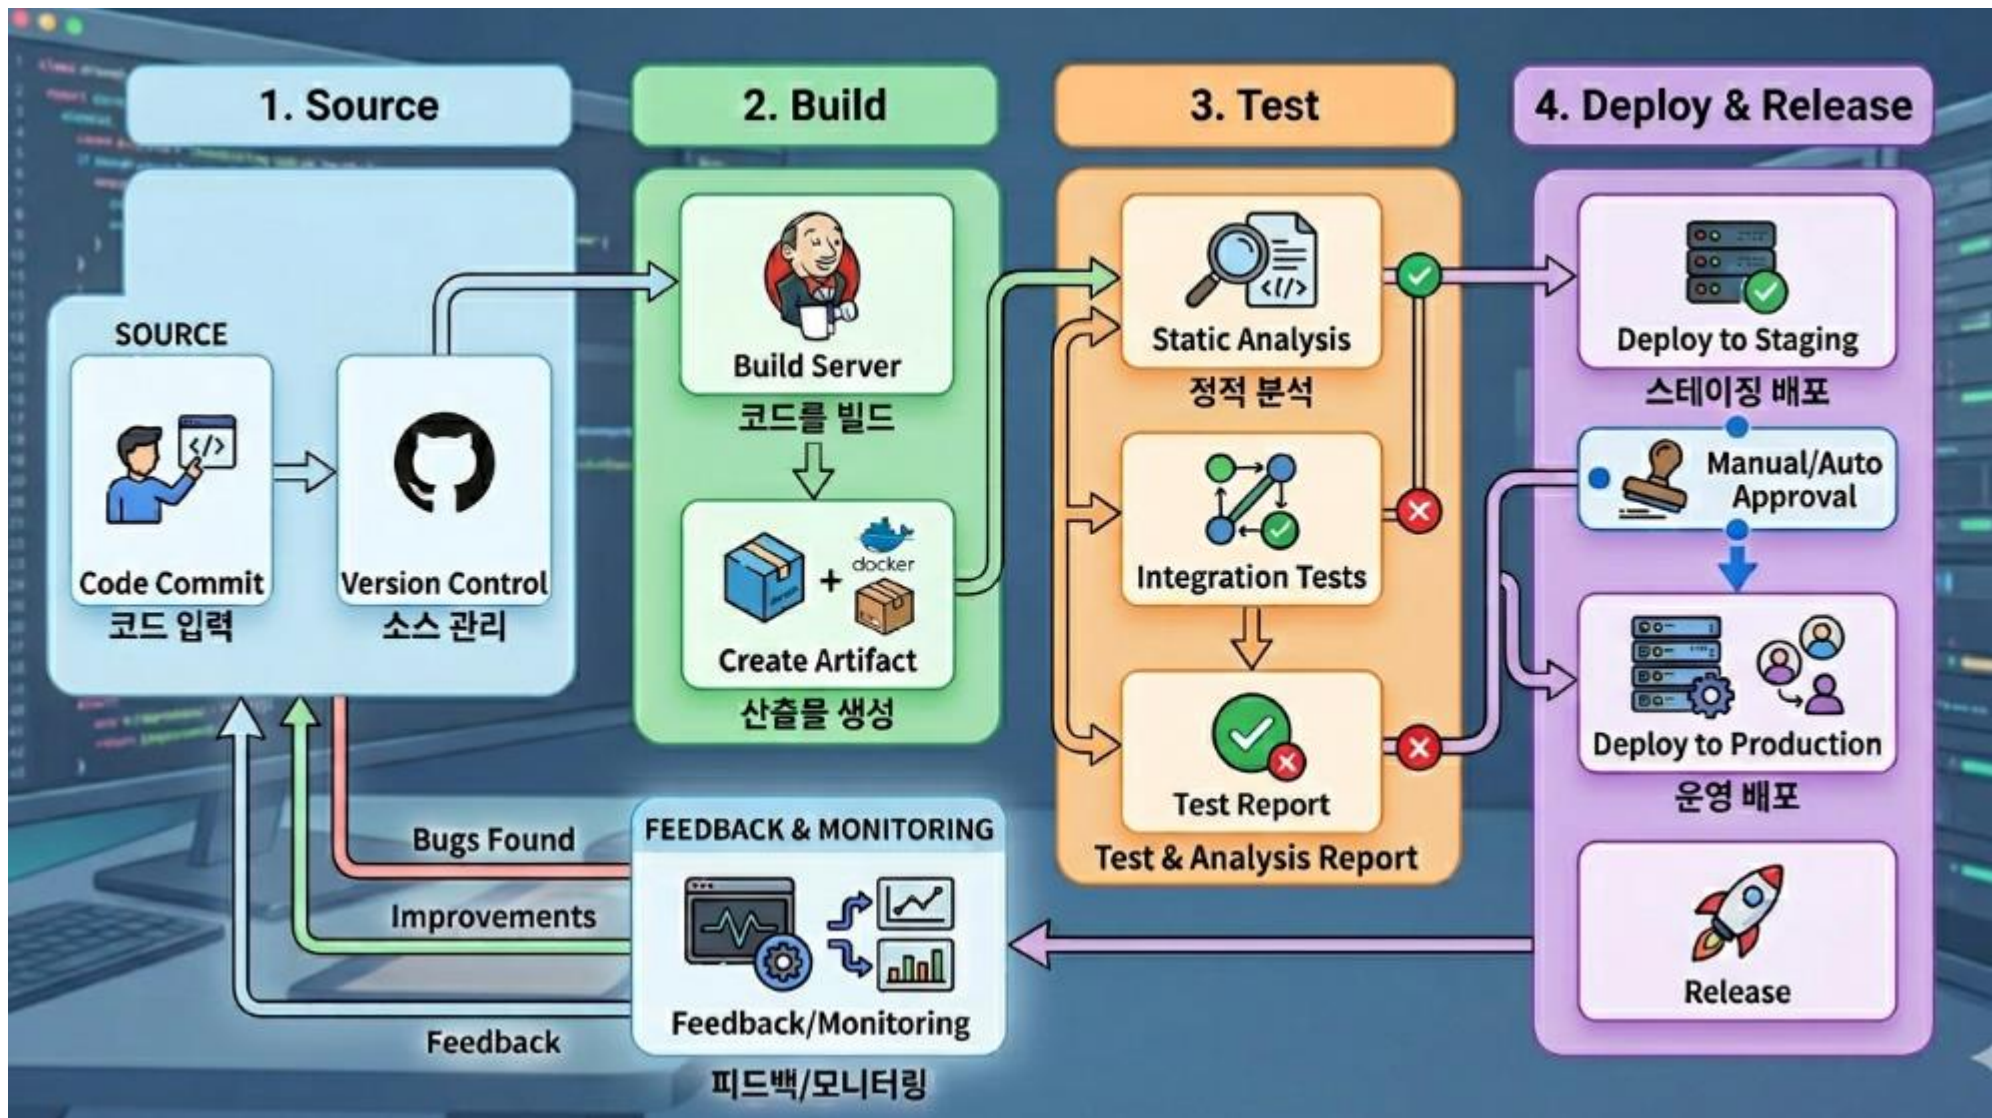 1. Source
SOURCE
Code Commit
코드 입력
Version Control
소스 관리
2. Build
Build Server
코드를 빌드
docker
+
Create Artifact
산출물 생성
3. Test
Static Analysis
정적 분석
Integration Tests
Test Report
Test & Analysis Report
4. Deploy & Release
Deploy to Staging
스테이징 배포
Manual/Auto
Approval
Deploy to Production
운영 배포
Release
FEEDBACK & MONITORING
Feedback/Monitoring
피드백/모니터링
Bugs Found
Improvements
Feedback